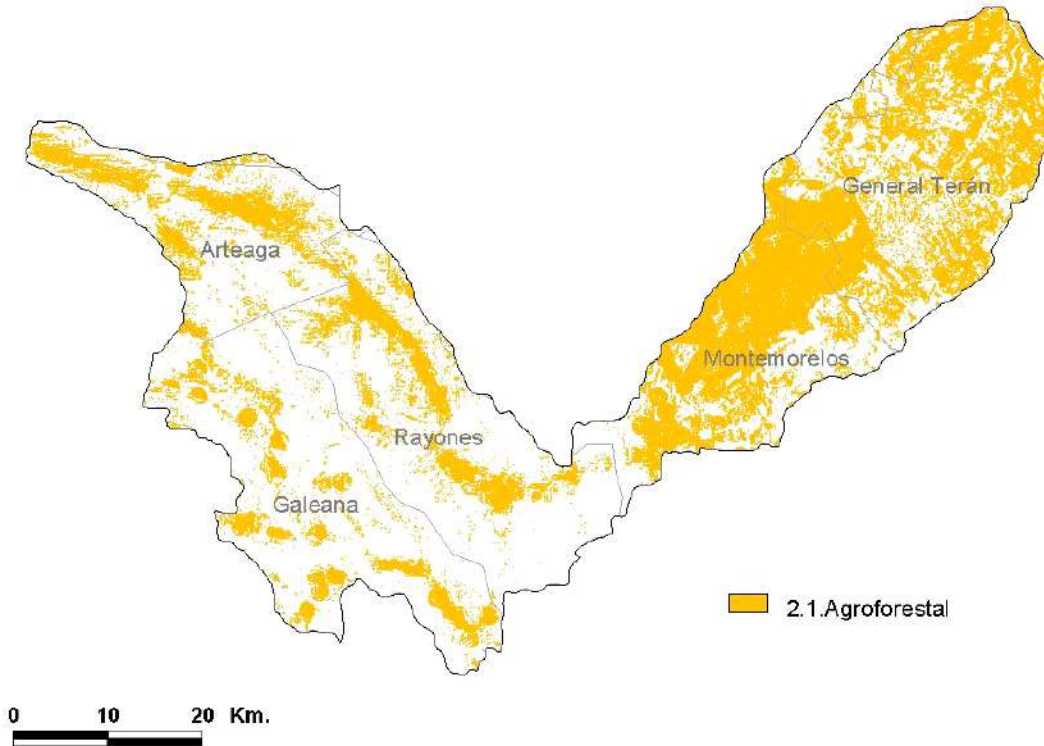 General Terán
Arteaga
Montemorelos
Rayones
Galeana
2.1.Agroforestal
0 10 20 Km.